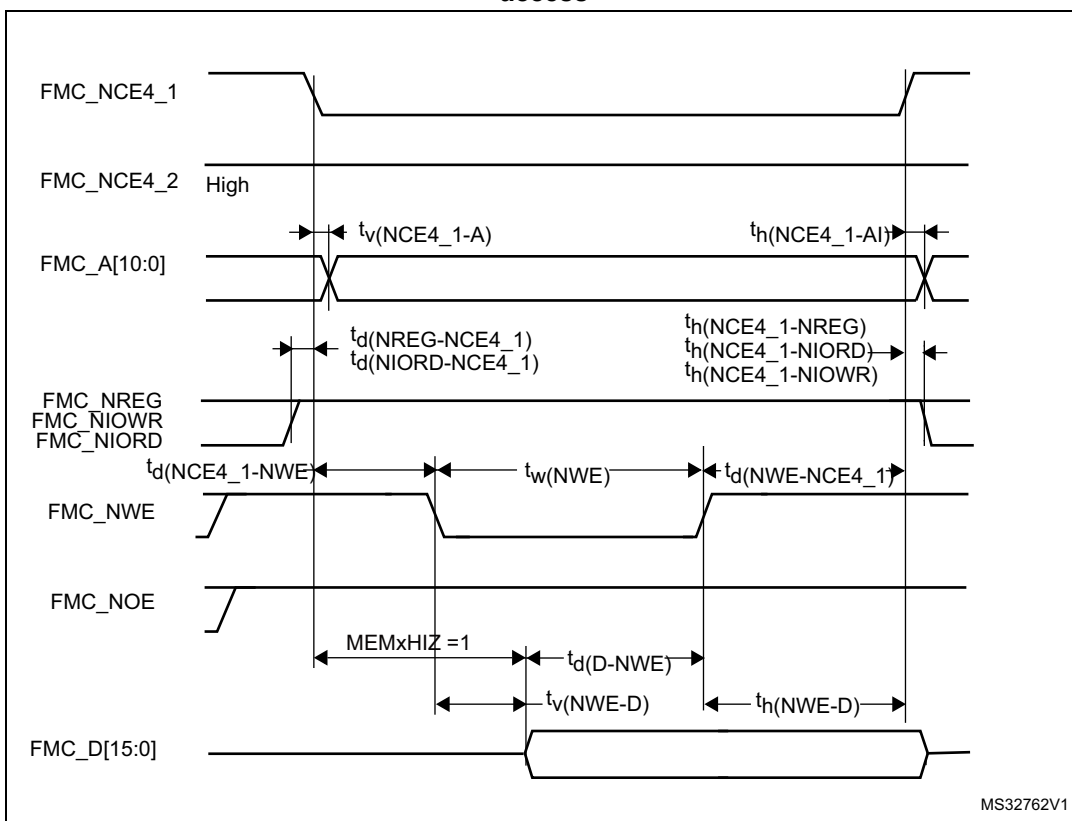 FMC_NCE4_1
FMC_NCE4_2 High
tv(NCE4_1-A)
th(NCE4_1-AI)
FMC_A[10:0]
td(NREG-NCE4_1)
td(NIORD-NCE4_1)
th(NCE4_1-NREG)
th(NCE4_1-NIORD)
th(NCE4_1-NIOWR)
FMC_NREG
FMC_NIOWR
FMC_NIORD
td(NCE4_1-NWE)
tw(NWE)
td(NWE-NCE4_1)
FMC_NWE
FMC_NOE
MEMxHIZ =1
td(D-NWE)
tv(NWE-D)
th(NWE-D)
FMC_D[15:0]
MS32762V1